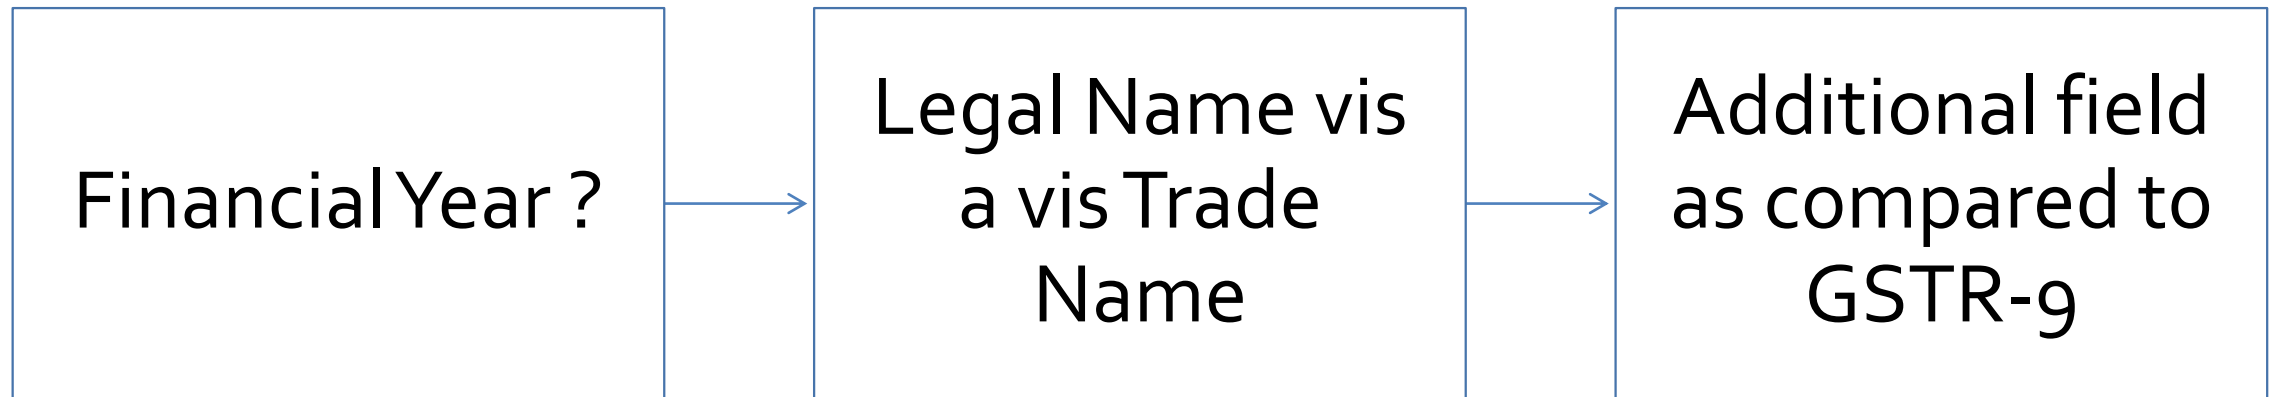 Financial Year ?
Legal Name vis
a vis Trade
Name
Additional field
as compared to
GSTR-9